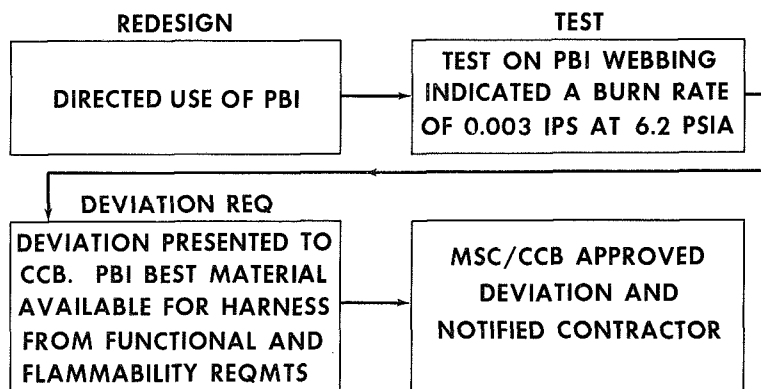 REDESIGN
DIRECTED USE OF PBI
TEST
TEST ON PBI WEBBING
INDICATED A BURN RATE
OF 0.003 IPS AT 6.2 PSIA
DEVIATION REQ
DEVIATION PRESENTED TO
CCB. PBI BEST MATERIAL
AVAILABLE FOR HARNESS
FROM FUNCTIONAL AND
FLAMMABILITY REQMTS
MSC/CCB APPROVED
DEVIATION AND
NOTIFIED CONTRACTOR